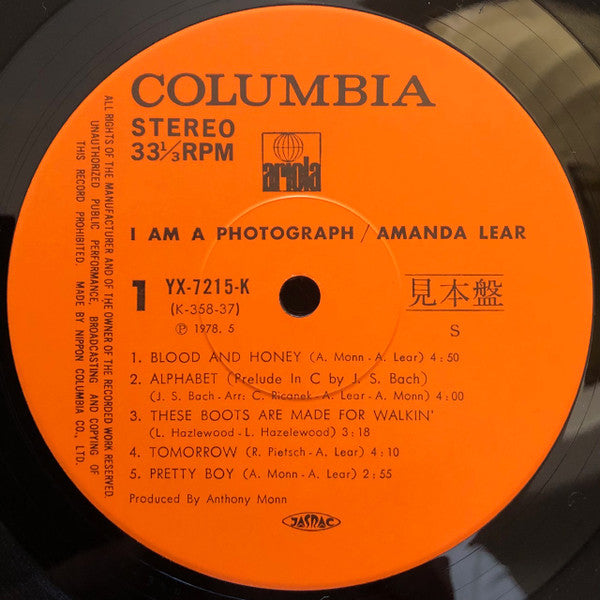 COLUMBIA
STEREO
33⅓RPM
ariola
I AM A PHOTOGRAPH / AMANDA LEAR
1
YX-7215-K
(K-358-37)
℗ 1978. 5
見本盤
S
1. BLOOD AND HONEY (A. Monn - A. Lear) 4:50
2. ALPHABET (Prelude In C by J. S. Bach)
(J. S. Bach - Arr: C. Ricanek - A. Lear - A. Monn) 4:00
3. THESE BOOTS ARE MADE FOR WALKIN'
(L. Hazlewood - L. Hazelewood) 3:18
4. TOMORROW (R. Pietsch - A. Lear) 4:10
5. PRETTY BOY (A. Monn - A. Lear) 2:55
Produced By Anthony Monn
JASRAC
ALL RIGHTS OF THE MANUFACTURER AND OF THE OWNER OF THE RECORDED WORK RESERVED.
UNAUTHORIZED PUBLIC PERFORMANCE, BROADCASTING AND COPYING OF
THIS RECORD PROHIBITED. MADE BY NIPPON COLUMBIA CO., LTD.